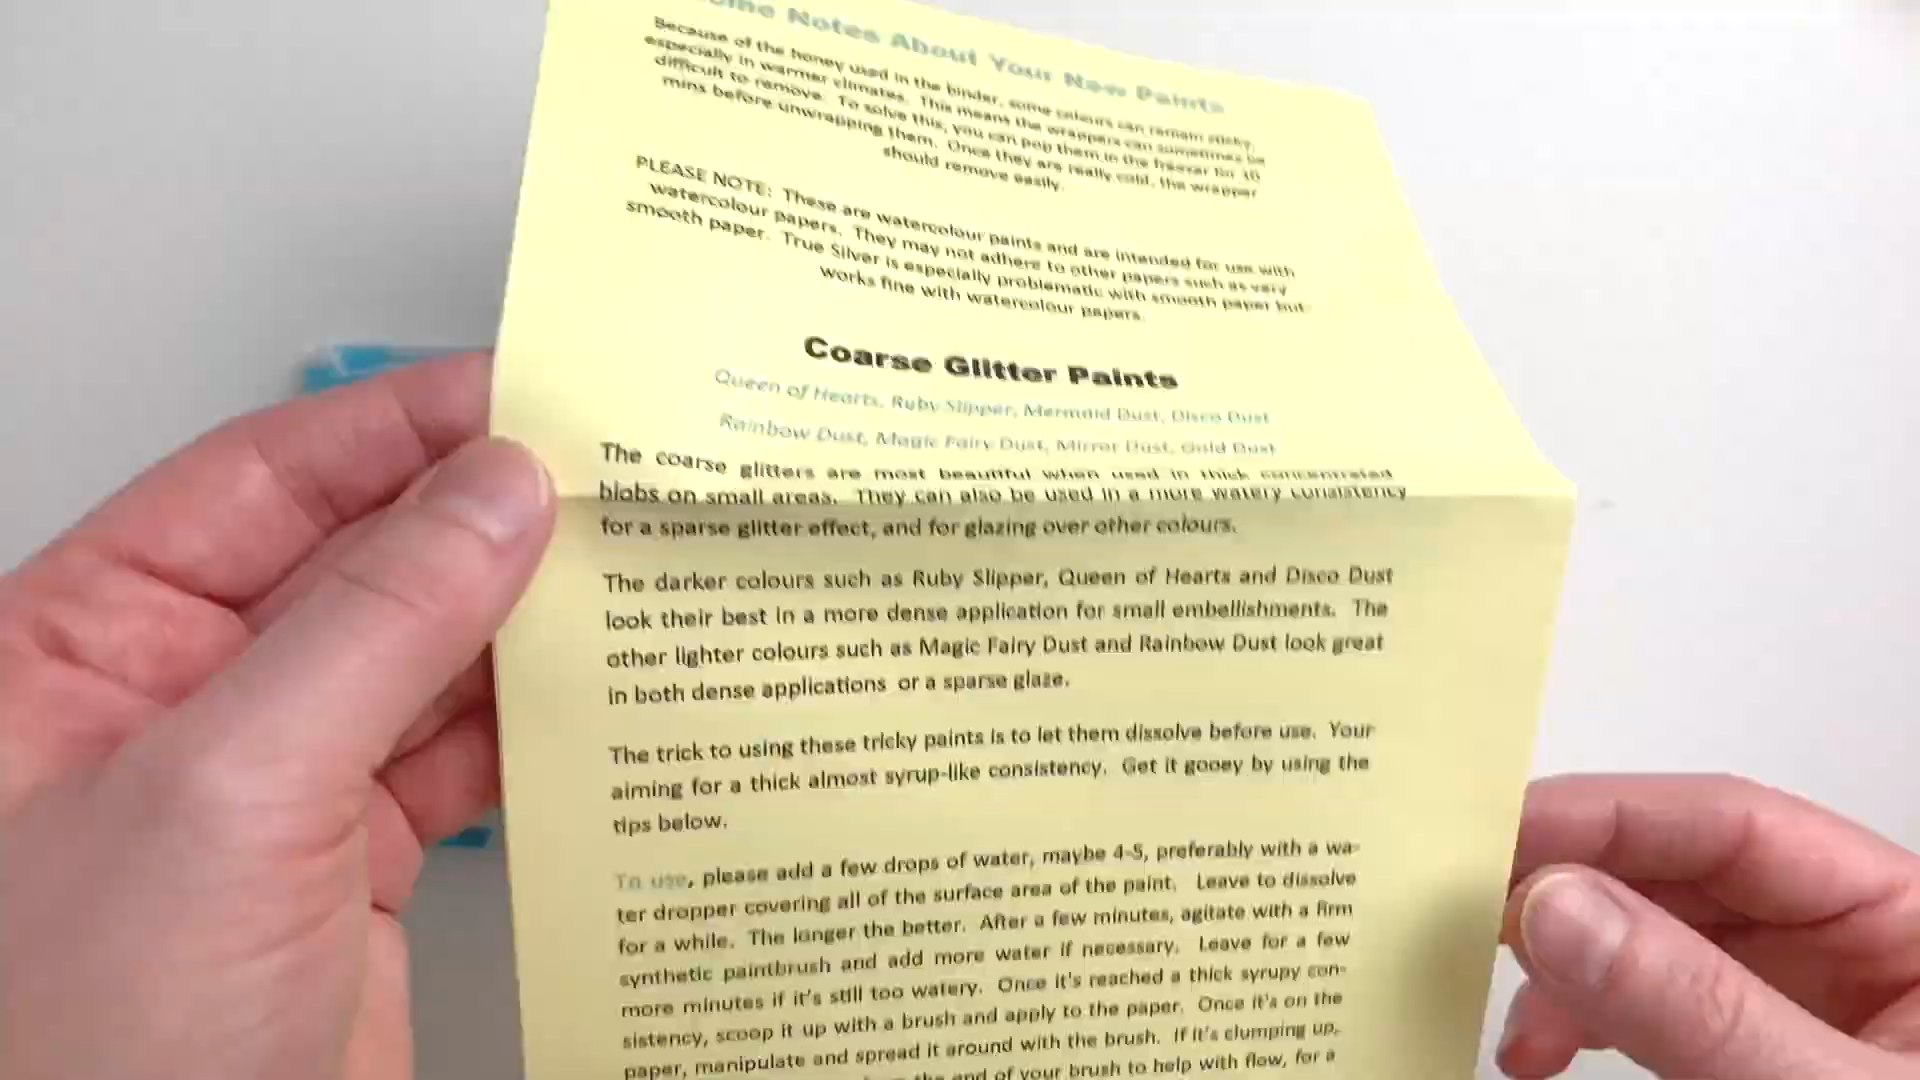 Some Notes About Your New Paints
Because of the honey used in the binder, some colours can remain sticky,
especially in warmer climates. This means the wrappers can sometimes be
difficult to remove. To solve this, you can pop them in the freezer for 10
mins before unwrapping them. Once they are really cold, the wrapper
should remove easily.
PLEASE NOTE: These are watercolour paints and are intended for use with
watercolour papers. They may not adhere to other papers such as very
smooth paper. True Silver is especially problematic with smooth paper but
works fine with watercolour papers.
Coarse Glitter Paints
Queen of Hearts, Ruby Slipper, Mermaid Dust, Disco Dust
Rainbow Dust, Magic Fairy Dust, Mirror Dust, Gold Dust
The coarse glitters are most beautiful when used in thick concentrated
blobs on small areas. They can also be used in a more watery consistency
for a sparse glitter effect, and for glazing over other colours.
The darker colours such as Ruby Slipper, Queen of Hearts and Disco Dust
look their best in a more dense application for small embellishments. The
other lighter colours such as Magic Fairy Dust and Rainbow Dust look great
in both dense applications or a sparse glaze.
The trick to using these tricky paints is to let them dissolve before use. Your
aiming for a thick almost syrup-like consistency. Get it gooey by using the
tips below.
To use, please add a few drops of water, maybe 4-5, preferably with a wa-
ter dropper covering all of the surface area of the paint. Leave to dissolve
for a while. The longer the better. After a few minutes, agitate with a firm
synthetic paintbrush and add more water if necessary. Leave for a few
more minutes if it's still too watery. Once it's reached a thick syrupy con-
sistency, scoop it up with a brush and apply to the paper. Once it's on the
paper, manipulate and spread it around with the brush. If it's clumping up,
the end of your brush to help with flow, for a